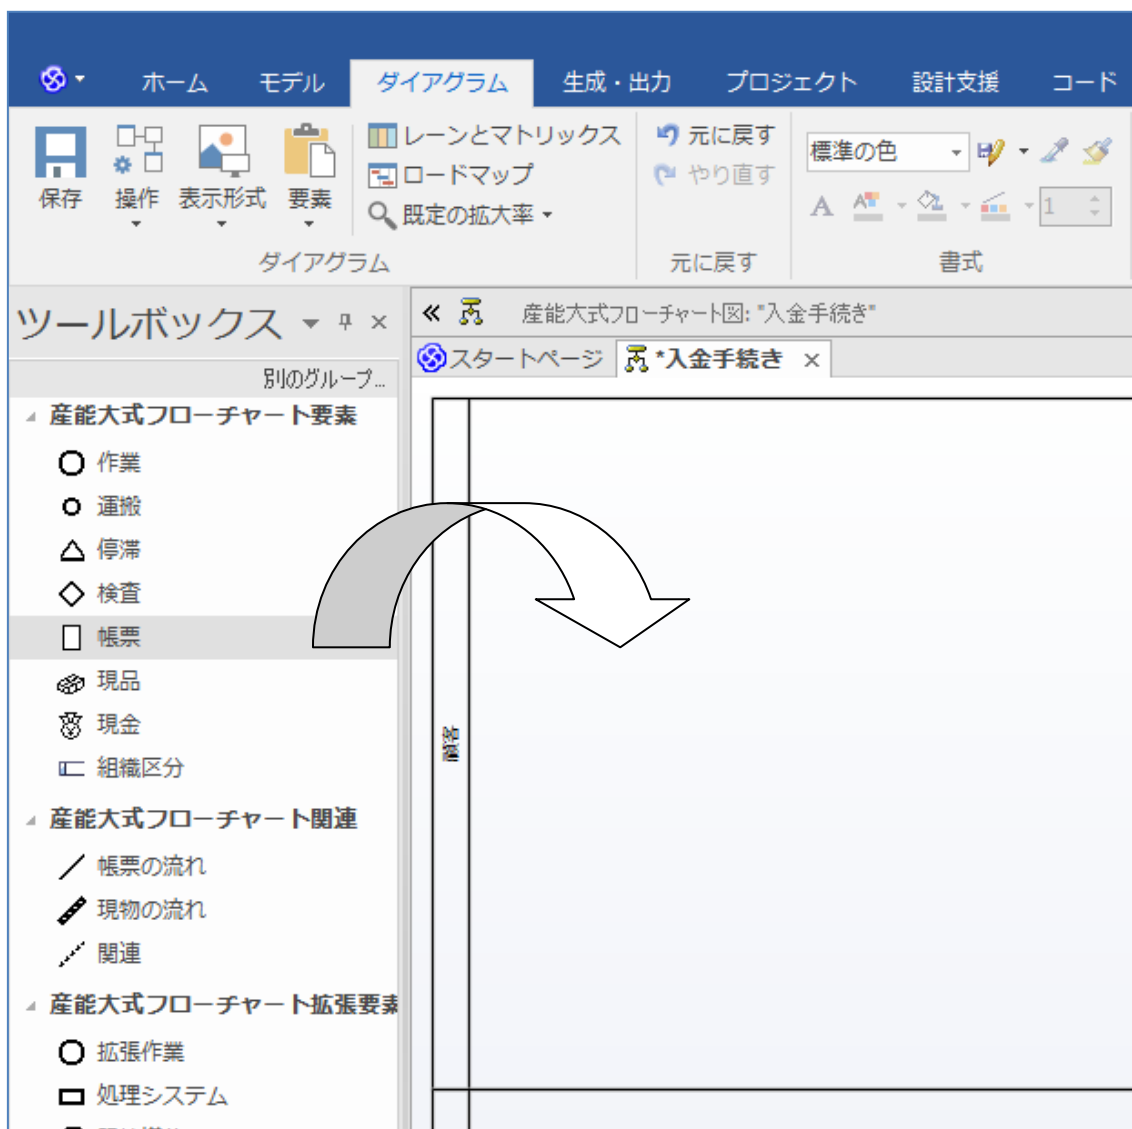 ホーム モデル ダイアグラム 生成・出力 プロジェクト 設計支援 コード
保存 操作 表示形式 要素
レーンとマトリックス
ロードマップ
既定の拡大率
ダイアグラム
元に戻す
やり直す
元に戻す
標準の色
A A 1
書式
ツールボックス
別のグループ...
産能大式フローチャート要素
作業
運搬
停滞
検査
帳票
現品
現金
組織区分
産能大式フローチャート関連
帳票の流れ
現物の流れ
関連
産能大式フローチャート拡張要素
拡張作業
処理システム
産能大式フローチャート図: "入金手続き"
スタートページ *入金手続き ×
顧客